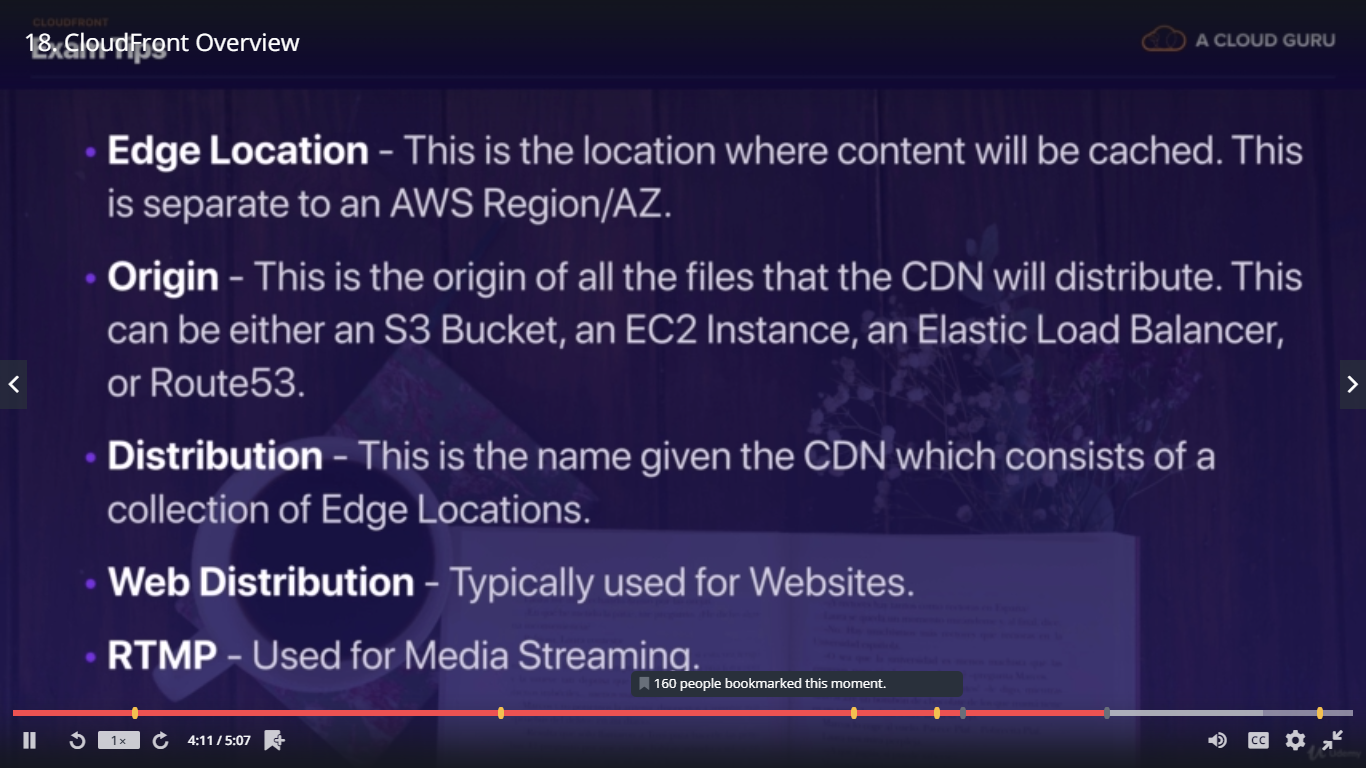 CLOUDFRONT
18. CloudFront Overview
Exam Tips
A CLOUD GURU
• Edge Location - This is the location where content will be cached. This
is separate to an AWS Region/AZ.
• Origin - This is the origin of all the files that the CDN will distribute. This
can be either an S3 Bucket, an EC2 Instance, an Elastic Load Balancer,
or Route53.
• Distribution - This is the name given the CDN which consists of a
collection of Edge Locations.
• Web Distribution - Typically used for Websites.
• RTMP - Used for Media Streaming.
160 people bookmarked this moment.
1×
4:11 / 5:07
CC
Udemy